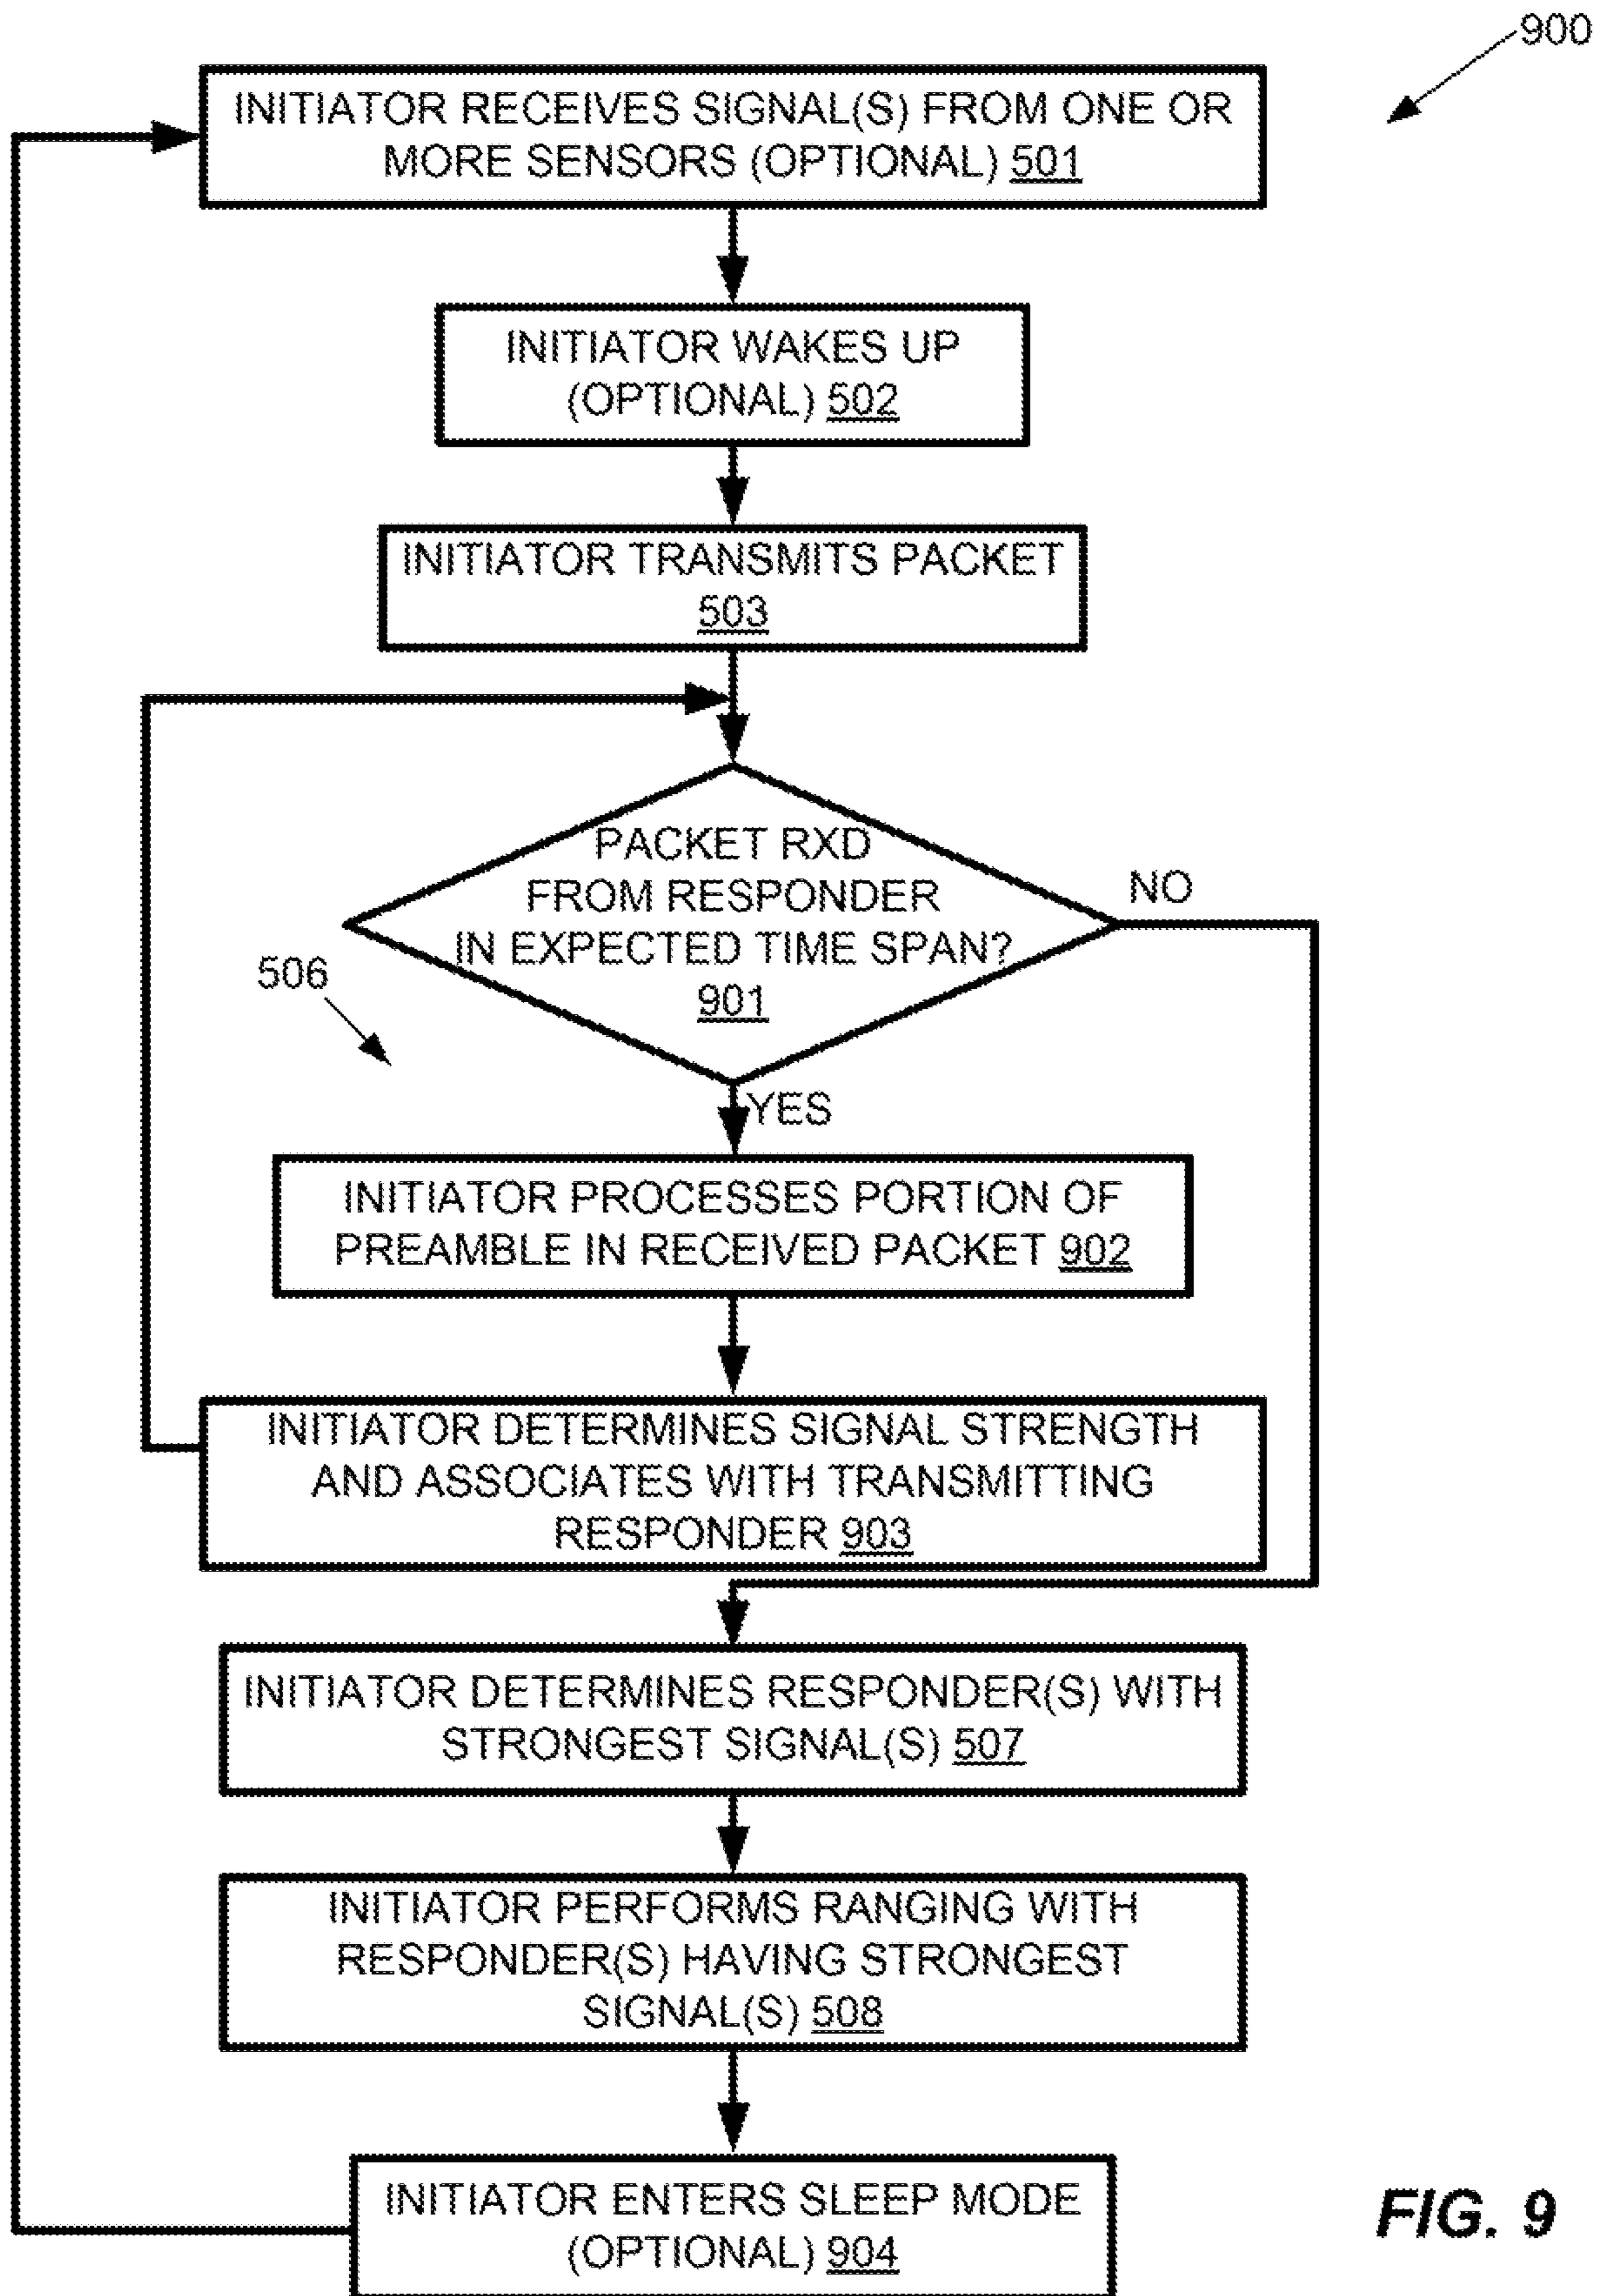 900
INITIATOR RECEIVES SIGNAL(S) FROM ONE OR
MORE SENSORS (OPTIONAL) 501
INITIATOR WAKES UP
(OPTIONAL) 502
INITIATOR TRANSMITS PACKET
503
PACKET RXD
FROM RESPONDER
IN EXPECTED TIME SPAN?
901
NO
506
YES
INITIATOR PROCESSES PORTION OF
PREAMBLE IN RECEIVED PACKET 902
INITIATOR DETERMINES SIGNAL STRENGTH
AND ASSOCIATES WITH TRANSMITTING
RESPONDER 903
INITIATOR DETERMINES RESPONDER(S) WITH
STRONGEST SIGNAL(S) 507
INITIATOR PERFORMS RANGING WITH
RESPONDER(S) HAVING STRONGEST
SIGNAL(S) 508
INITIATOR ENTERS SLEEP MODE
(OPTIONAL) 904
FIG. 9